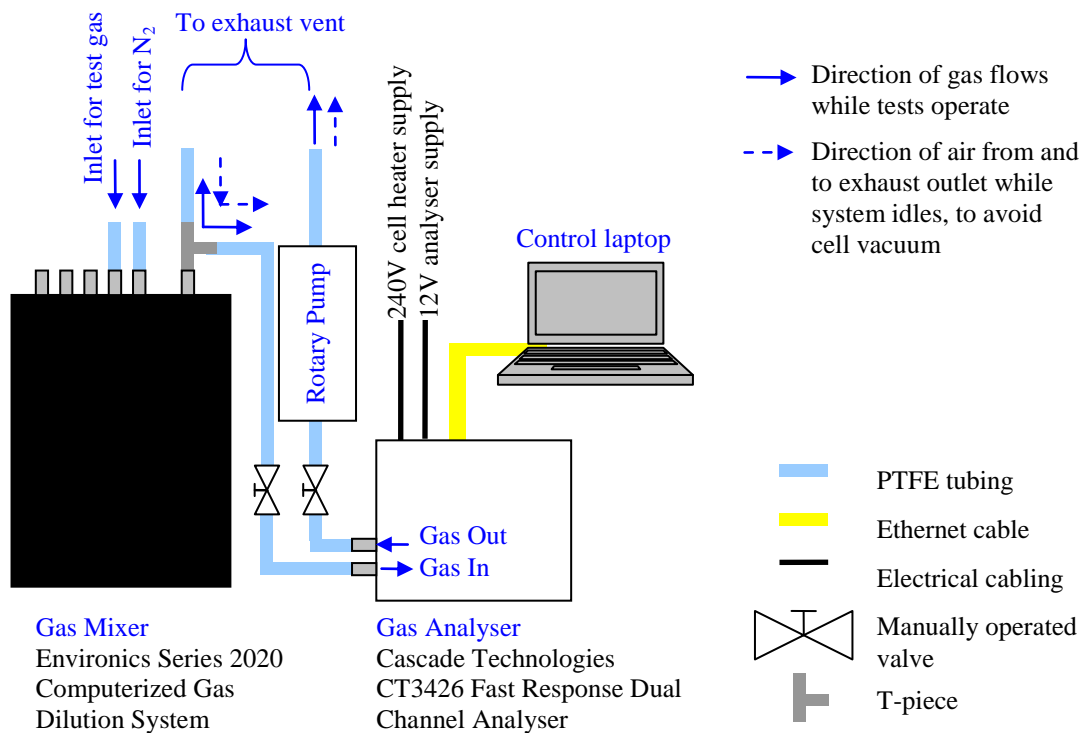 To exhaust vent
Inlet for test gas
Inlet for N₂
240V cell heater supply
12V analyser supply
Rotary Pump
Control laptop
Direction of gas flows
while tests operate
Direction of air from and
to exhaust outlet while
system idles, to avoid
cell vacuum
Gas Out
Gas In
PTFE tubing
Ethernet cable
Electrical cabling
Manually operated
valve
T-piece
Gas Mixer
Environics Series 2020
Computerized Gas
Dilution System
Gas Analyser
Cascade Technologies
CT3426 Fast Response Dual
Channel Analyser